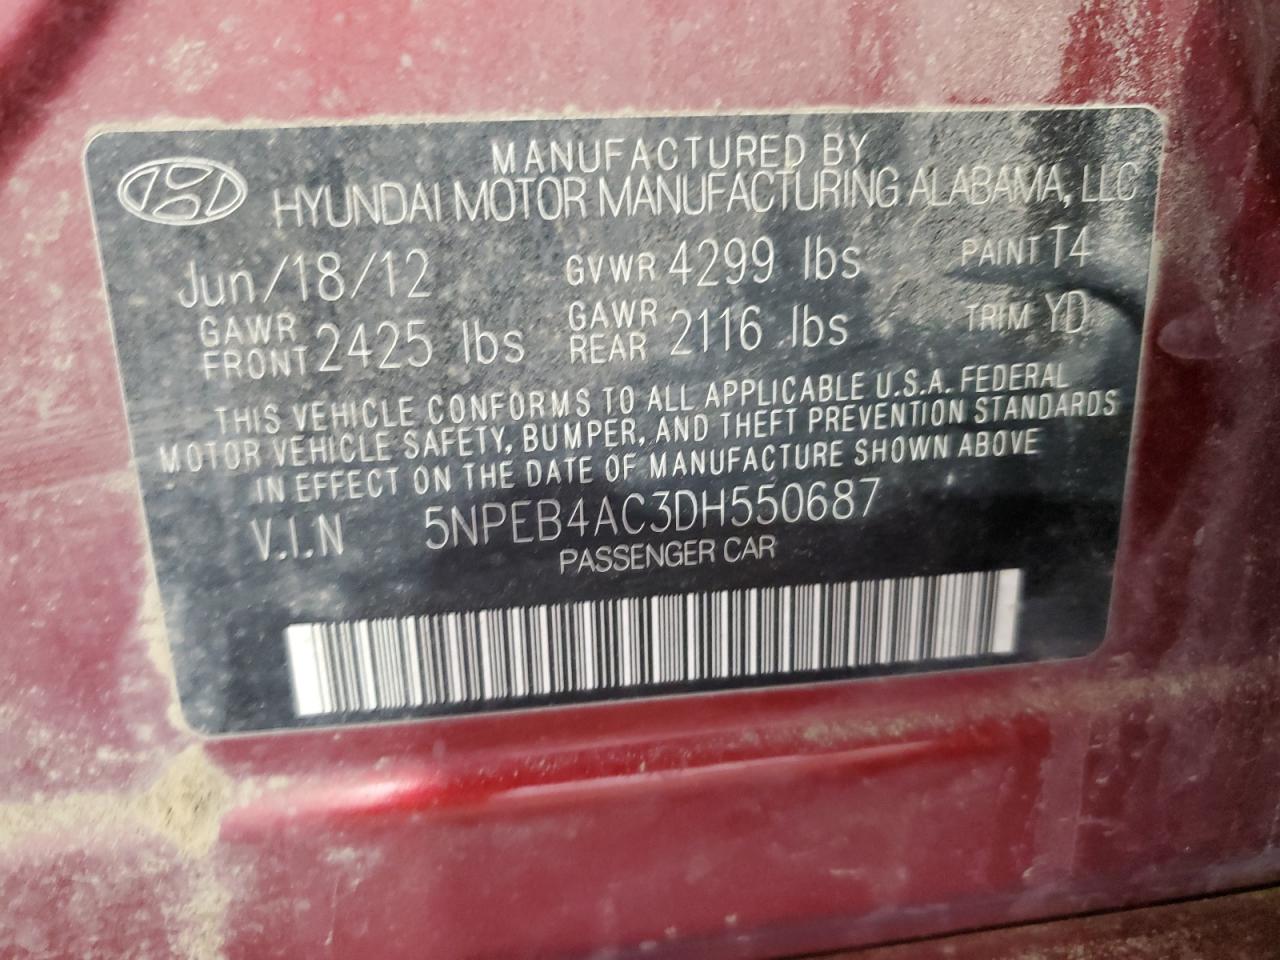 MANUFACTURED BY
HYUNDAI MOTOR MANUFACTURING ALABAMA, LLC
Jun/18/12 GVWR 4299 lbs PAINT T4
GAWR FRONT 2425 lbs GAWR REAR 2116 lbs TRIM YD
THIS VEHICLE CONFORMS TO ALL APPLICABLE U.S.A. FEDERAL
MOTOR VEHICLE SAFETY, BUMPER, AND THEFT PREVENTION STANDARDS
IN EFFECT ON THE DATE OF MANUFACTURE SHOWN ABOVE
V.I.N 5NPEB4AC3DH550687
PASSENGER CAR